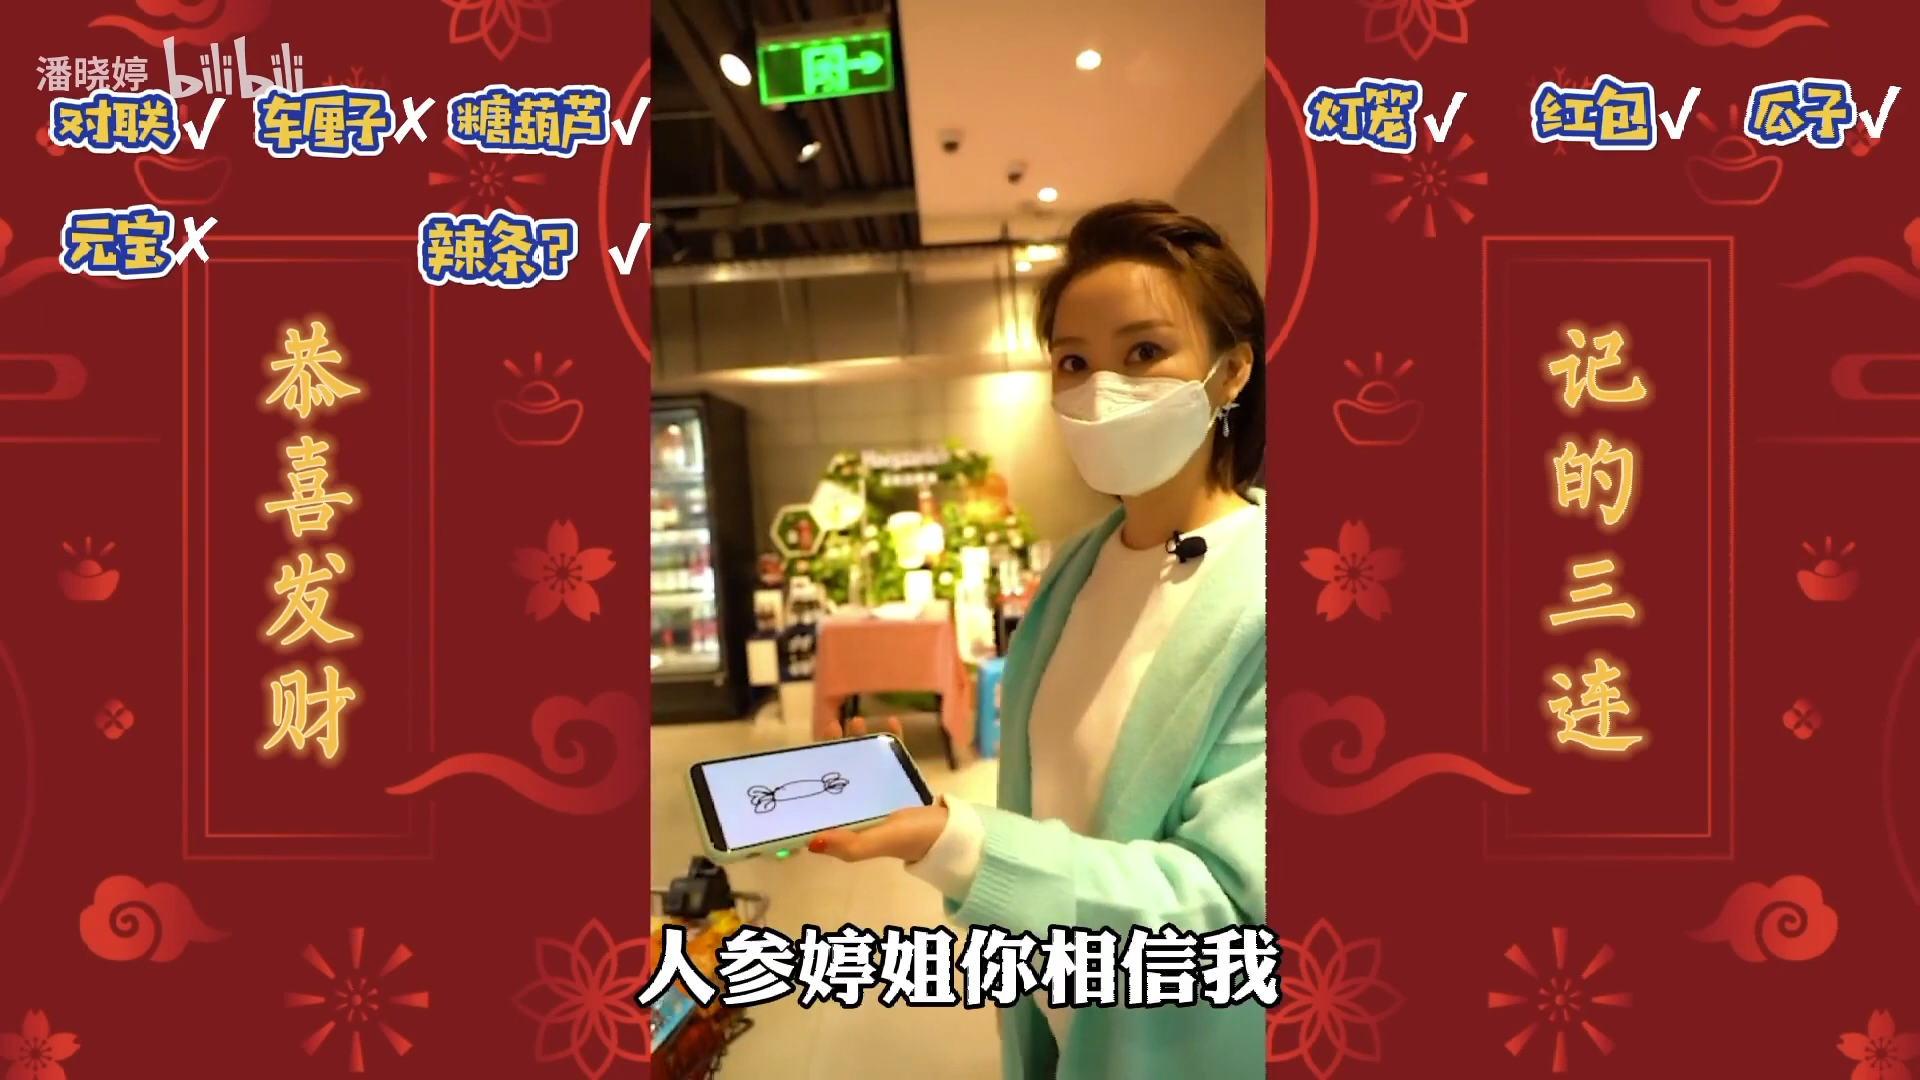 潘晓婷 bilibili
对联√ 车厘子× 糖葫芦√
灯笼√ 红包√ 瓜子√
元宝× 辣条? √
恭喜发财
记的三连
人参婷姐你相信我